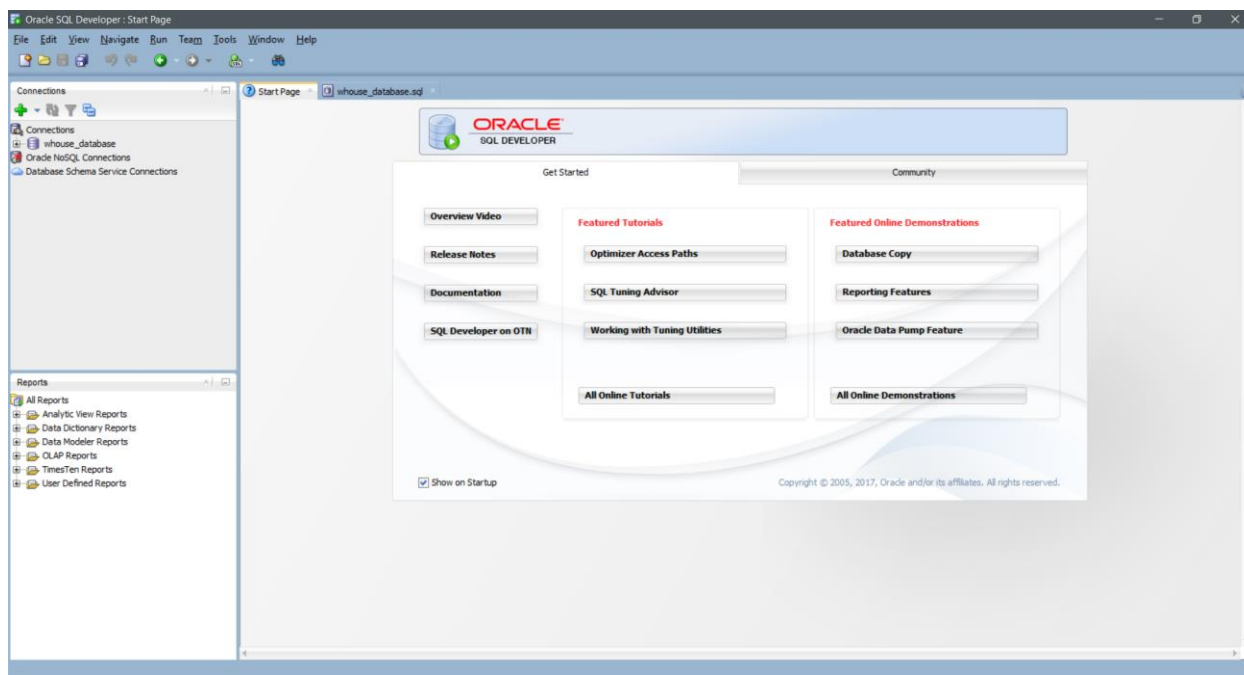 Oracle SQL Developer : Start Page
File Edit View Navigate Run Team Tools Window Help
Connections
Start Page
whouse_database.sql
Connections
whouse_database
Oracle NoSQL Connections
Database Schema Service Connections
ORACLE
SQL DEVELOPER
Get Started
Community
Overview Video
Release Notes
Documentation
SQL Developer on OTN
Featured Tutorials
Optimizer Access Paths
SQL Tuning Advisor
Working with Tuning Utilities
All Online Tutorials
Featured Online Demonstrations
Database Copy
Reporting Features
Oracle Data Pump Feature
All Online Demonstrations
Show on Startup
Copyright © 2005, 2017, Oracle and/or its affiliates. All rights reserved.
Reports
All Reports
Analytic View Reports
Data Dictionary Reports
Data Modeler Reports
OLAP Reports
TimesTen Reports
User Defined Reports